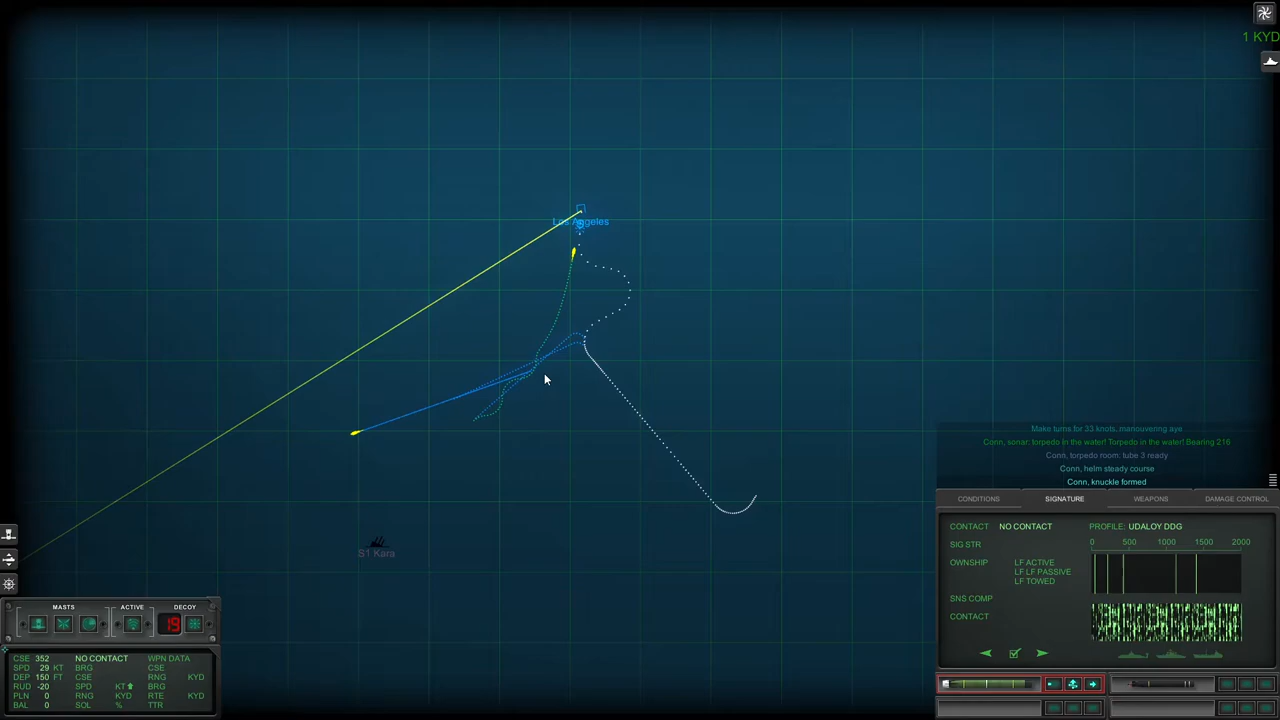 1 KYD
Los Angeles
S1 Kara
Make turns for 33 knots, manouvering aye
Conn, sonar: torpedo in the water! Torpedo in the water! Bearing 216
Conn, torpedo room: tube 3 ready
Conn, helm steady course
Conn, knuckle formed
CONDITIONS SIGNATURE WEAPONS DAMAGE CONTROL
CONTACT NO CONTACT PROFILE: UDALOY DDG
SIG STR 0 500 1000 1500 2000
OWNSHIP LF ACTIVE
LF LF PASSIVE
LF TOWED
SNS COMP
CONTACT
MASTS ACTIVE DECOY
19
CSE 352 NO CONTACT WPN DATA
SPD 29 KT BRG CSE
DEP 150 FT CSE RNG KYD
RUD -20 SPD KT BRG
PLN 0 RNG KYD RTE KYD
BAL 0 SOL % TTR